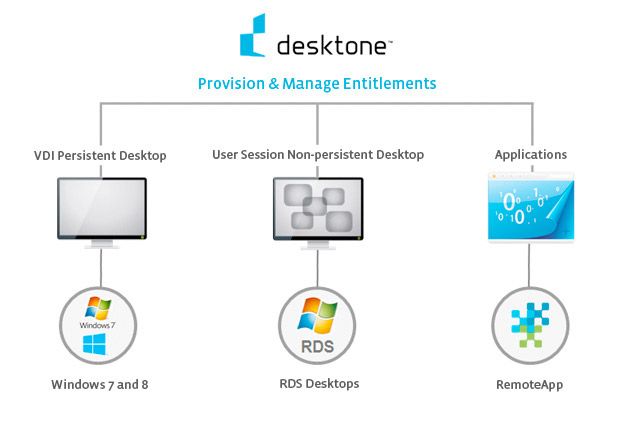 desktone™
Provision & Manage Entitlements
VDI Persistent Desktop
User Session Non-persistent Desktop
Applications
Windows 7
RDS
Windows 7 and 8
RDS Desktops
RemoteApp